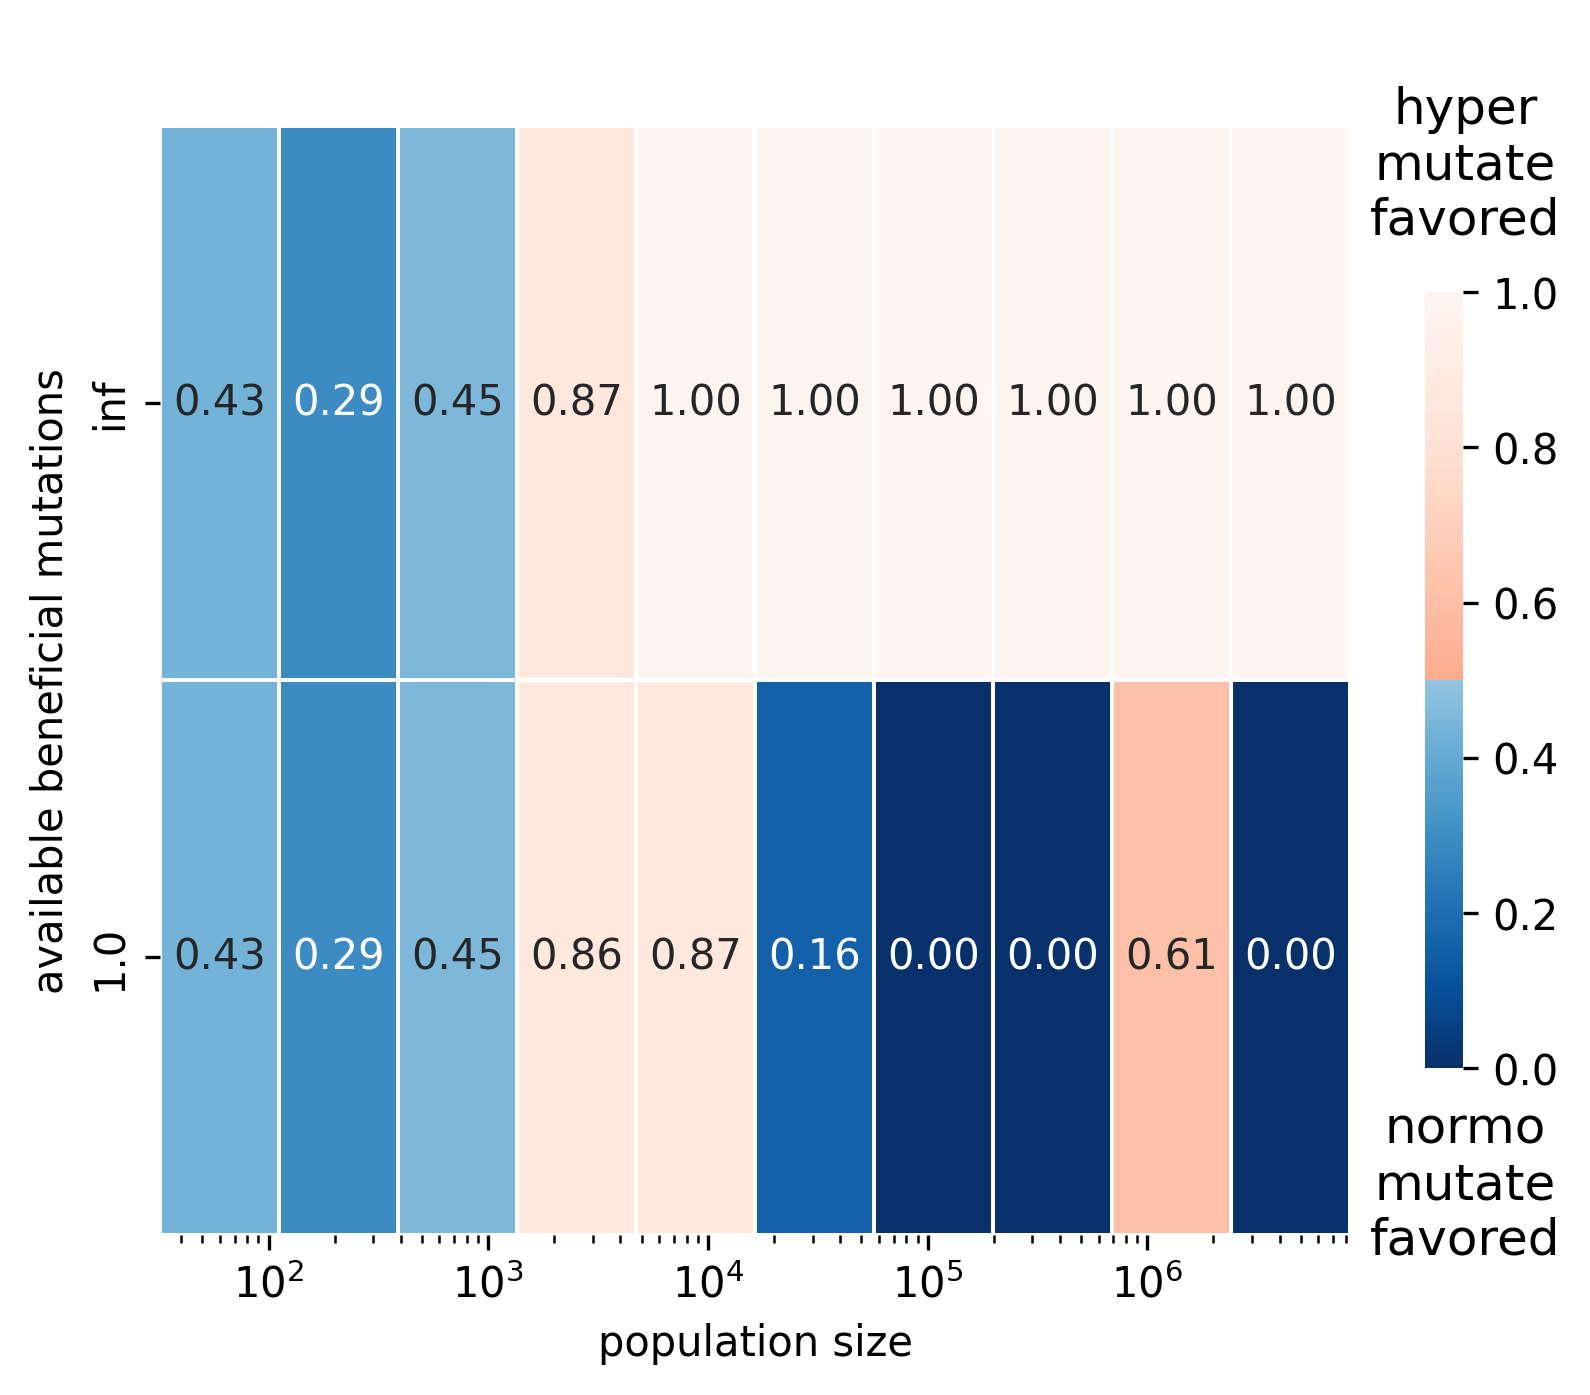 hyper
mutate
favored
available beneficial mutations
inf
0.43 0.29 0.45 0.87 1.00 1.00 1.00 1.00 1.00 1.00
1.0
0.43 0.29 0.45 0.86 0.87 0.16 0.00 0.00 0.61 0.00
1.0
0.8
0.6
0.4
0.2
0.0
normo
mutate
favored
10² 10³ 10⁴ 10⁵ 10⁶
population size